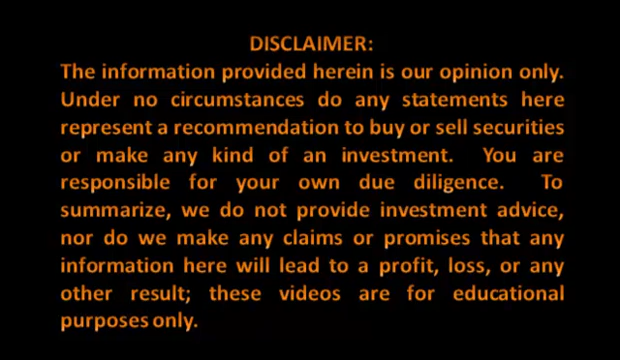 DISCLAIMER:
The information provided herein is our opinion only.
Under no circumstances do any statements here
represent a recommendation to buy or sell securities
or make any kind of an investment. You are
responsible for your own due diligence. To
summarize, we do not provide investment advice,
nor do we make any claims or promises that any
information here will lead to a profit, loss, or any
other result; these videos are for educational
purposes only.